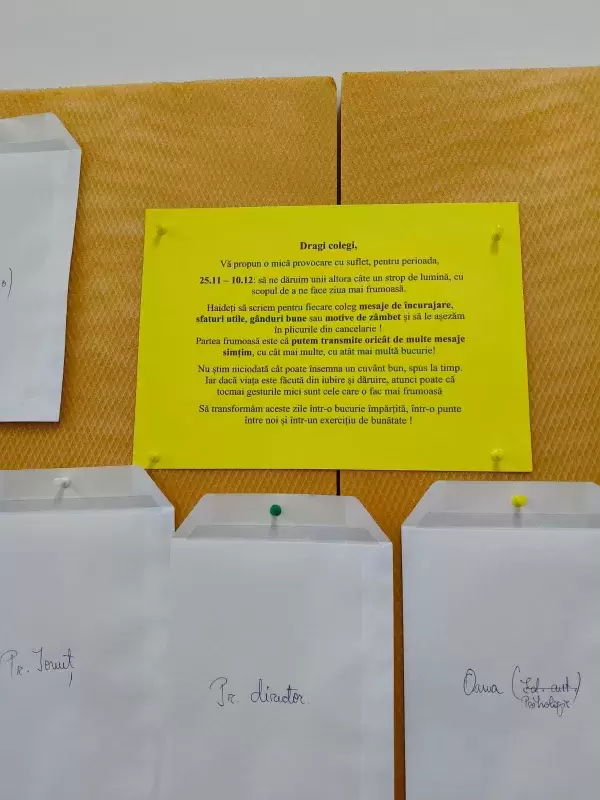 Dragi colegi,
Vă propun o mică provocare cu suflet, pentru perioada,
25.11 – 10.12: să ne dăruim unii altora câte un strop de lumină, cu
scopul de a ne face ziua mai frumoasă.
Haideți să scriem pentru fiecare coleg mesaje de încurajare,
sfaturi utile, gânduri bune sau motive de zâmbet și să le așezăm
în plicurile din cancelarie !
Partea frumoasă este că putem transmite oricât de multe mesaje
simțim, cu cât mai multe, cu atât mai multă bucurie!
Nu știm niciodată cât poate însemna un cuvânt bun, spus la timp.
Iar dacă viața este făcută din iubire și dăruire, atunci poate că
tocmai gesturile mici sunt cele care o fac mai frumoasă
Să transformăm aceste zile într-o bucurie împărțită, într-o punte
între noi și într-un exercițiu de bunătate !
Pr. Ionuț
Pr. director
Oana (